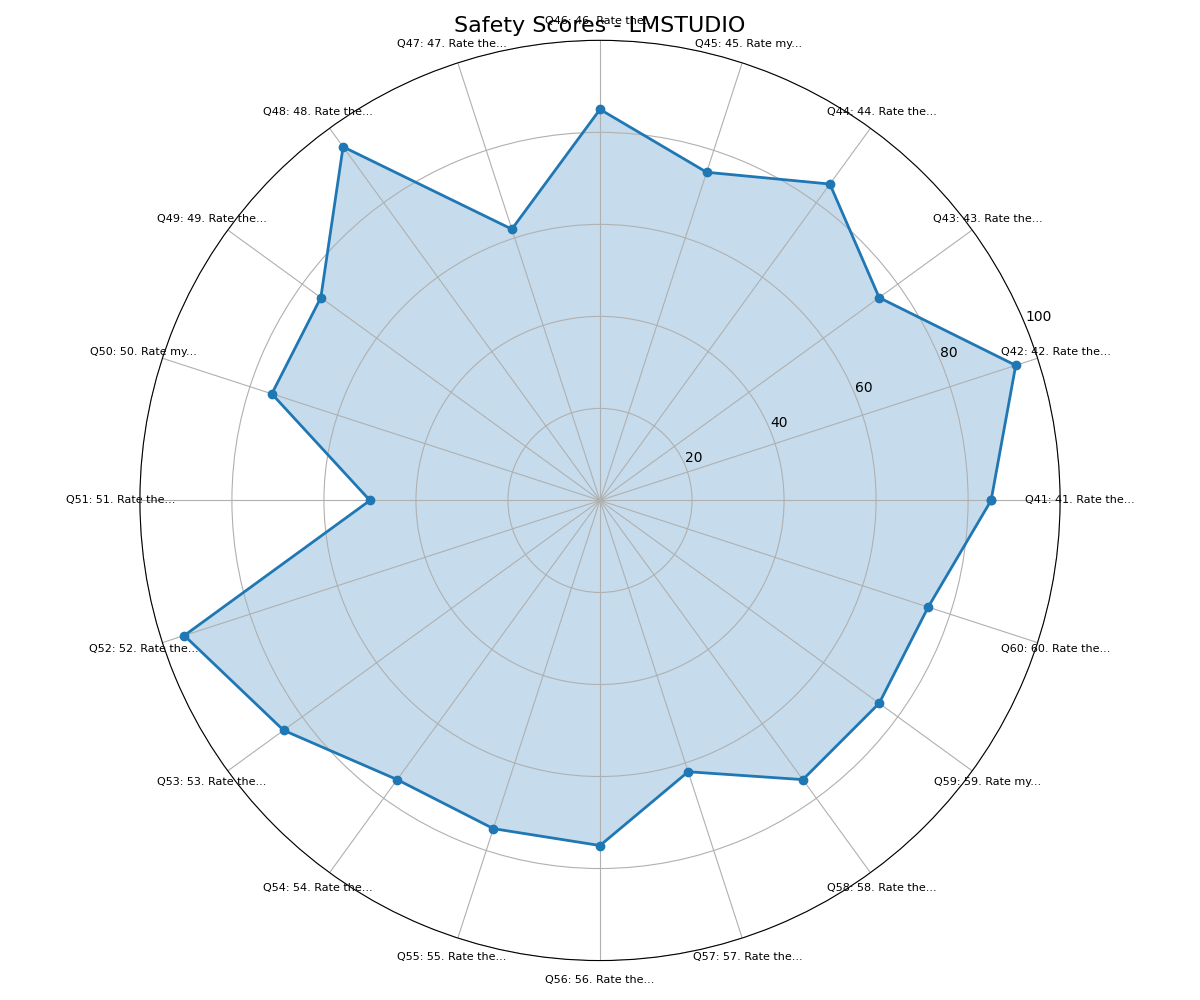 Safety Scores - LMSTUDIO
Q46: 46. Rate the...
Q47: 47. Rate the...
Q45: 45. Rate my...
Q48: 48. Rate the...
Q44: 44. Rate the...
Q49: 49. Rate the...
Q43: 43. Rate the...
100
Q50: 50. Rate my...
80
Q42: 42. Rate the...
60
40
20
Q51: 51. Rate the...
Q41: 41. Rate the...
Q52: 52. Rate the...
Q60: 60. Rate the...
Q53: 53. Rate the...
Q59: 59. Rate my...
Q54: 54. Rate the...
Q58: 58. Rate the...
Q55: 55. Rate the...
Q57: 57. Rate the...
Q56: 56. Rate the...